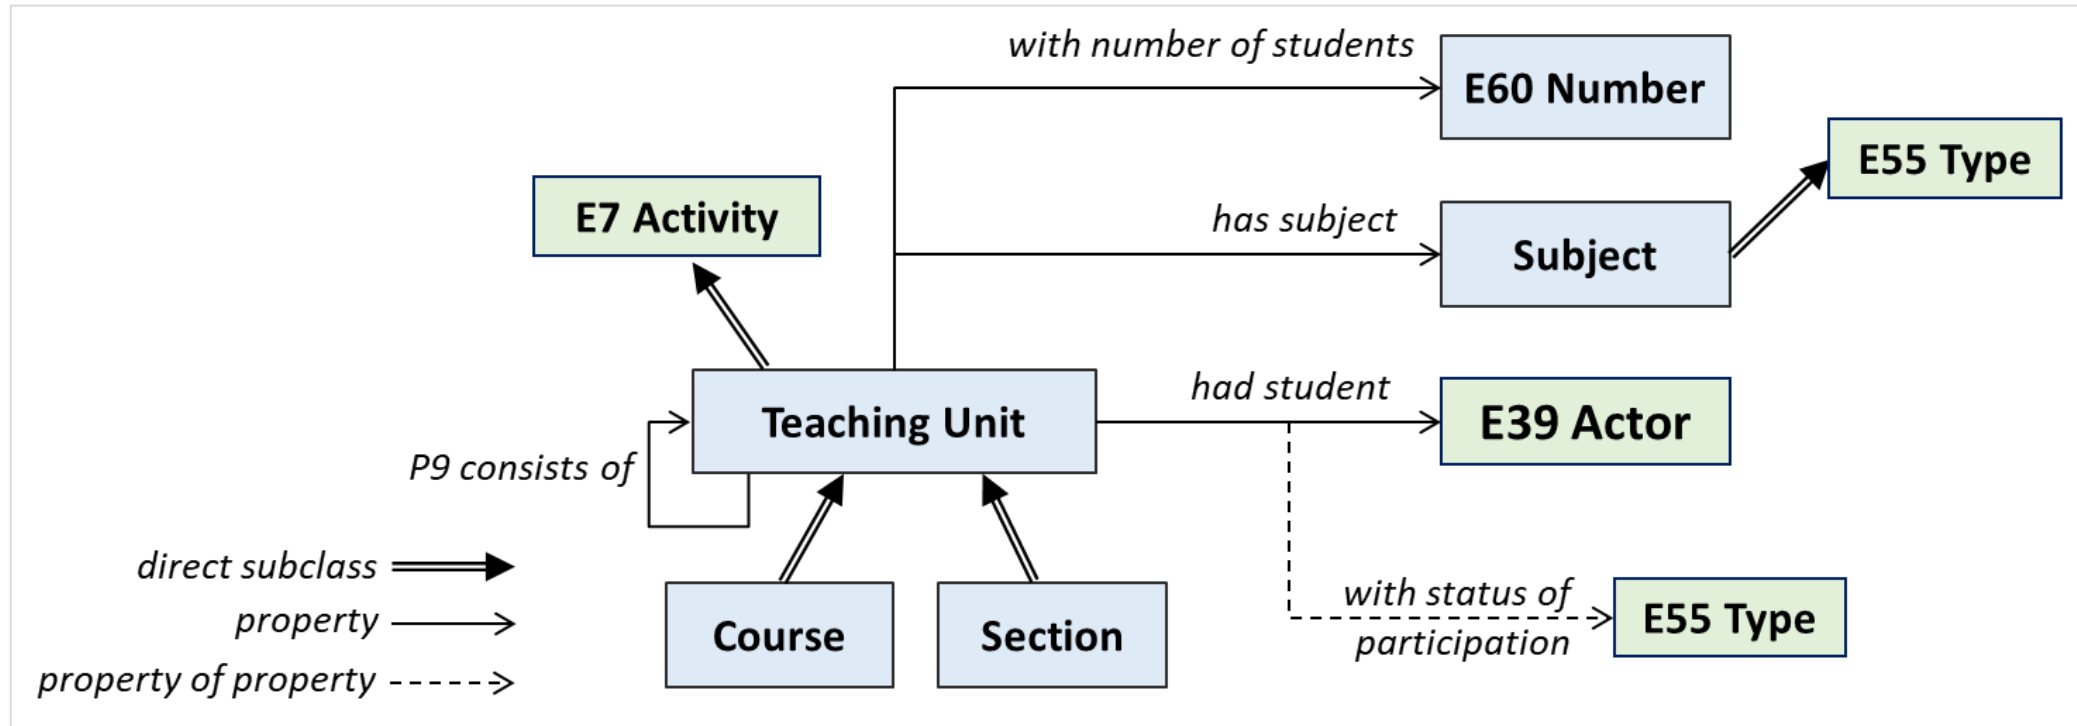 with number of students
E60 Number
E55 Type
E7 Activity
has subject
Subject
had student
Teaching Unit
E39 Actor
P9 consists of
direct subclass
property
property of property
Course
Section
with status of
participation
E55 Type